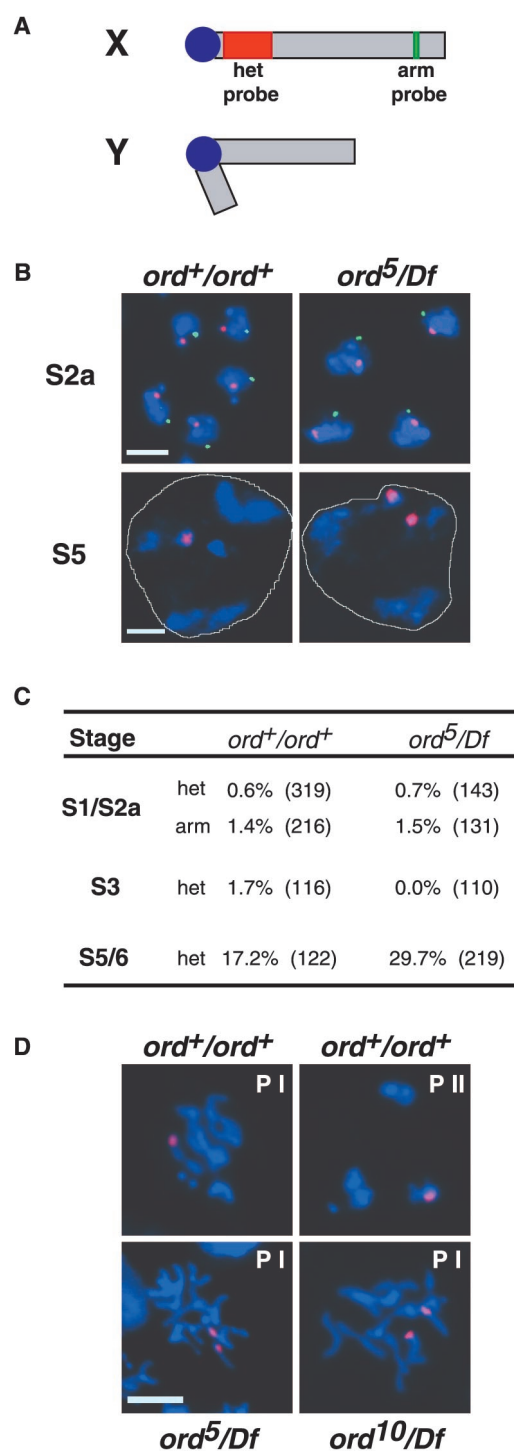 A
X
het probe
arm probe
Y
B
ord+/ord+ ord5/Df
S2a
S5
C
Stage ord+/ord+ ord5/Df
S1/S2a het 0.6% (319) 0.7% (143)
arm 1.4% (216) 1.5% (131)
S3 het 1.7% (116) 0.0% (110)
S5/6 het 17.2% (122) 29.7% (219)
D
ord+/ord+ ord+/ord+
P I P II
P I P I
ord5/Df ord10/Df